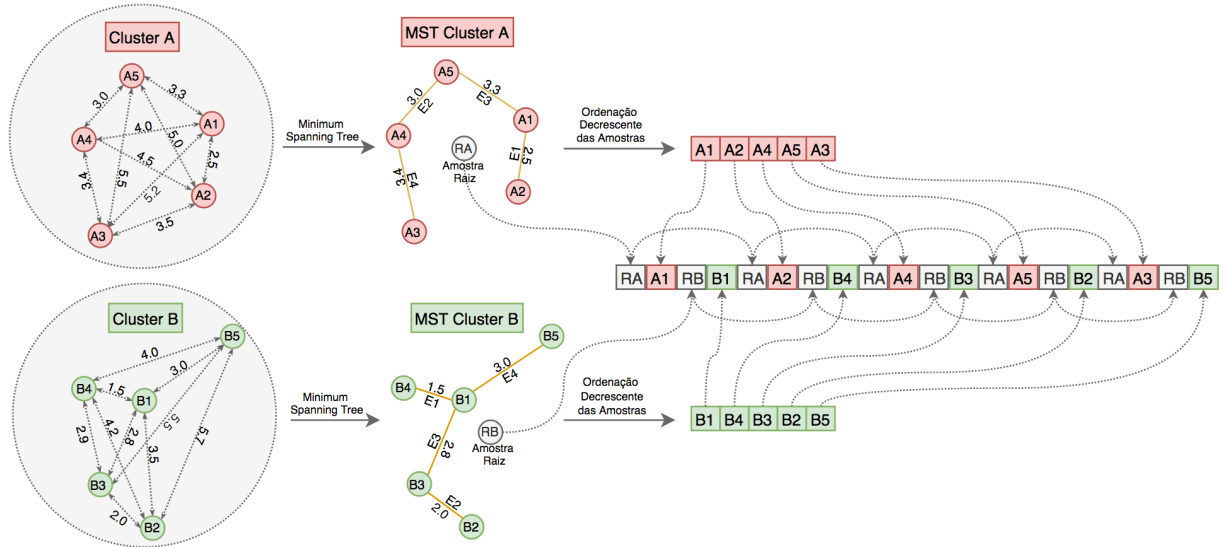 Cluster A
A5
3.0
3.3
A1
4.0
A4
5.0
4.5
2.5
3.4
5.5
5.2
A2
3.5
A3
Minimum
Spanning Tree
MST Cluster A
A5
3.0
E2
3.3
E3
A4
A1
RA
Amostra
Raiz
2.5
E1
3.4
E4
A2
A3
Ordenação
Decrescente
das Amostras
A1 A2 A4 A5 A3
RA A1 RB B1 RA A2 RB B4 RA A4 RB B3 RA A5 RB B2 RA A3 RB B5
Cluster B
B5
4.0
3.0
B4
1.5
B1
2.9
4.2
2.8
5.5
3.5
5.7
B3
2.0
B2
Minimum
Spanning Tree
MST Cluster B
B5
3.0
E4
B4
1.5
E1
B1
RB
Amostra
Raiz
E3
2.8
B3
E2
2.0
B2
Ordenação
Decrescente
das Amostras
B1 B4 B3 B2 B5